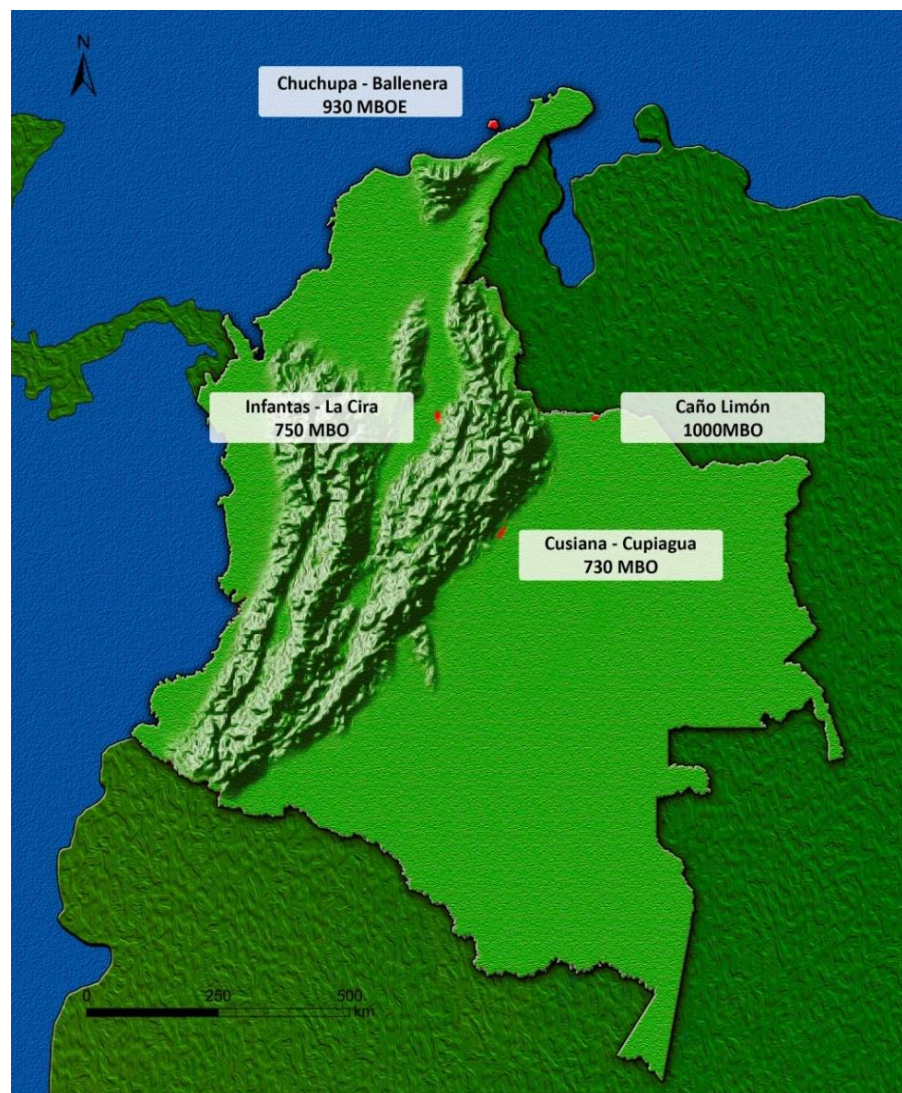 N
Chuchupa - Ballenera
930 MBOE
Infantas - La Cira
750 MBO
Caño Limón
1000MBO
Cusiana - Cupiagua
730 MBO
0 250 500
km